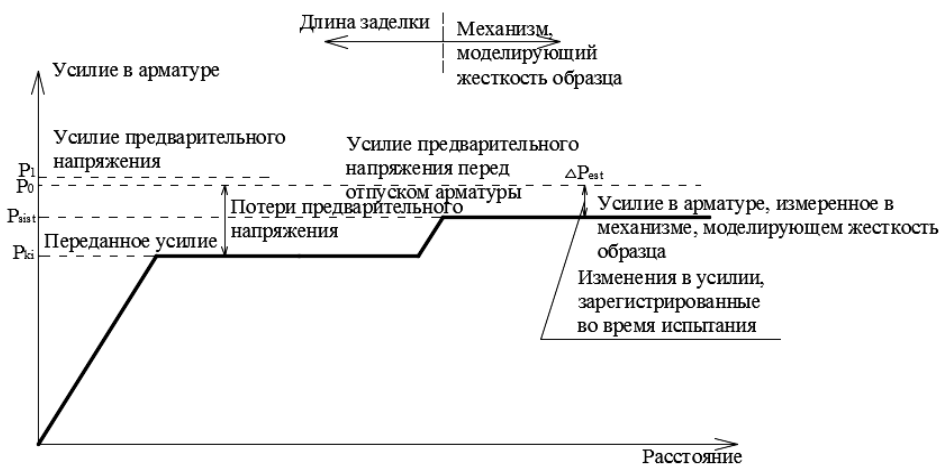 Длина заделки
Механизм,
моделирующий
жесткость образца
Усилие в арматуре
Усилие предварительного
напряжения
Усилие предварительного
напряжения перед
отпуском арматуры
P1
P0
ΔPest
Потери предварительного
напряжения
Усилие в арматуре, измеренное в
механизме, моделирующем жесткость
образца
Psist
Переданное усилие
Pki
Изменения в усилии,
зарегистрированные
во время испытания
Расстояние